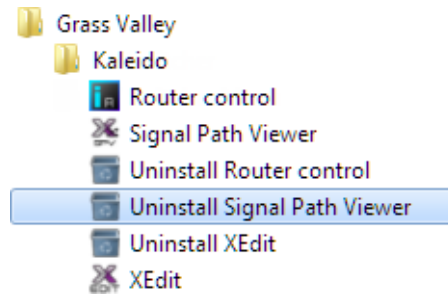 Grass Valley
Kaleido
Router control
Signal Path Viewer
Uninstall Router control
Uninstall Signal Path Viewer
Uninstall XEdit
XEdit